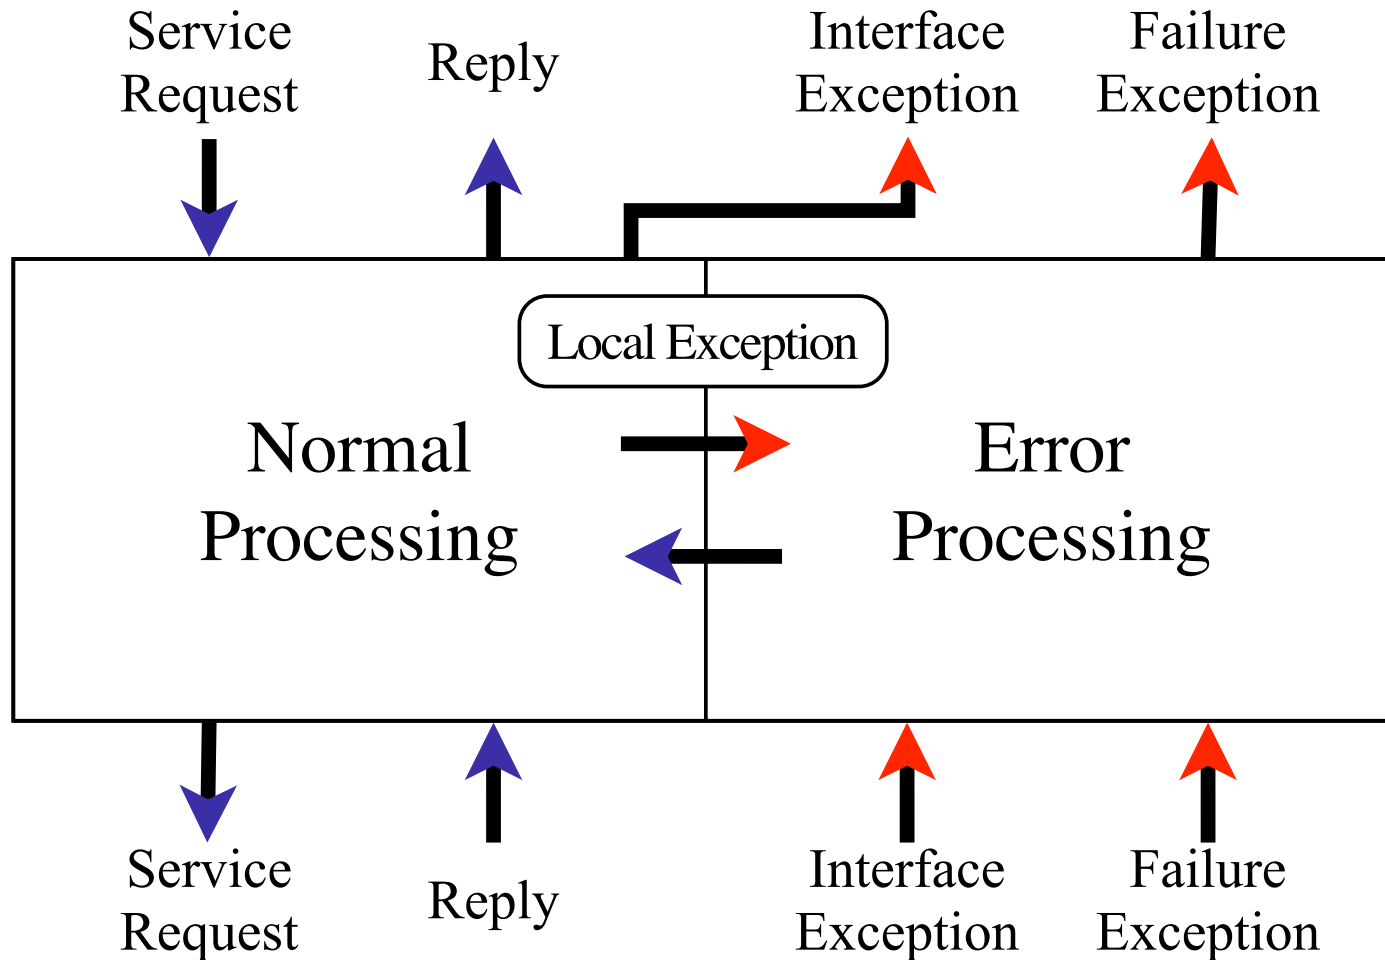 Service
Request
Reply
Interface
Exception
Failure
Exception
Local Exception
Normal
Processing
Error
Processing
Service
Request
Reply
Interface
Exception
Failure
Exception